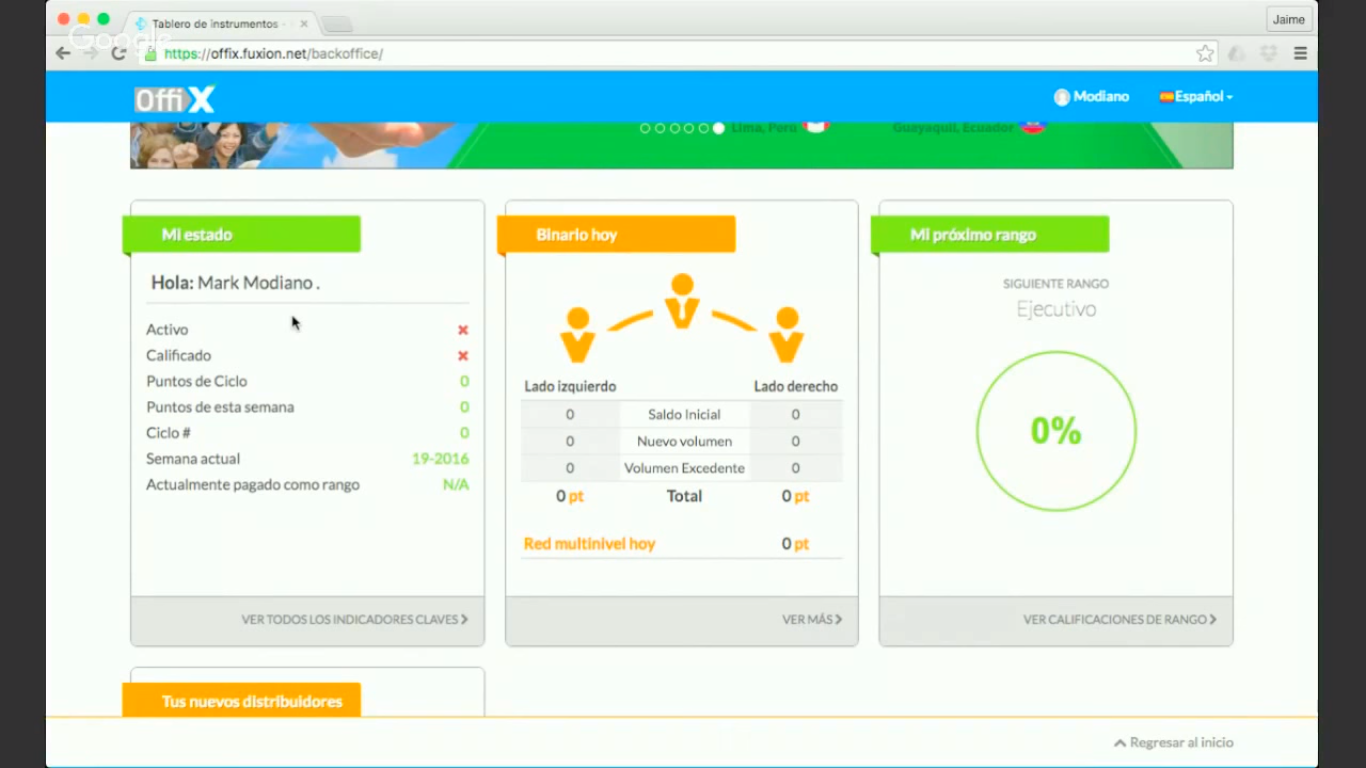 Tablero de instrumentos -
Jaime
Google
https://offix.fuxion.net/backoffice/
OffiX
Modiano
Español
Lima, Perú
Guayaquil, Ecuador
Mi estado
Hola: Mark Modiano .
Activo
Calificado
Puntos de Ciclo 0
Puntos de esta semana 0
Ciclo # 0
Semana actual 19-2016
Actualmente pagado como rango N/A
VER TODOS LOS INDICADORES CLAVES
Binario hoy
Lado izquierdo Lado derecho
0 Saldo Inicial 0
0 Nuevo volumen 0
0 Volumen Excedente 0
0 pt Total 0 pt
Red multinivel hoy 0 pt
VER MÁS
Mi próximo rango
SIGUIENTE RANGO
Ejecutivo
0%
VER CALIFICACIONES DE RANGO
Tus nuevos distribuidores
Regresar al inicio